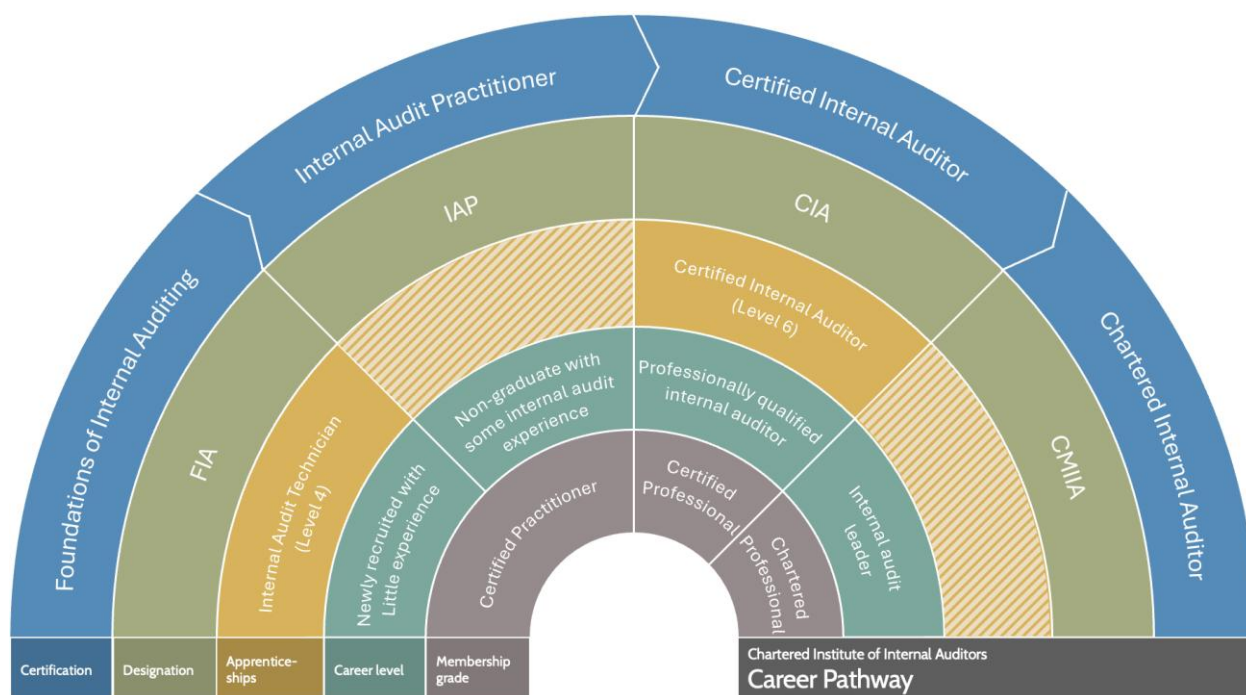 Foundations of Internal Auditing
Internal Audit Practitioner
Certified Internal Auditor
Chartered Internal Auditor
FIA
IAP
CIA
CMIIA
Internal Audit Technician
(Level 4)
Certified Internal Auditor
(Level 6)
Newly recruited with
Little experience
Non-graduate with
some internal audit
experience
Professionally qualified
internal auditor
Internal audit
leader
Certified Practitioner
Certified
Professional
Chartered
Professional
Certification
Designation
Apprentice-
ships
Career level
Membership
grade
Chartered Institute of Internal Auditors
Career Pathway